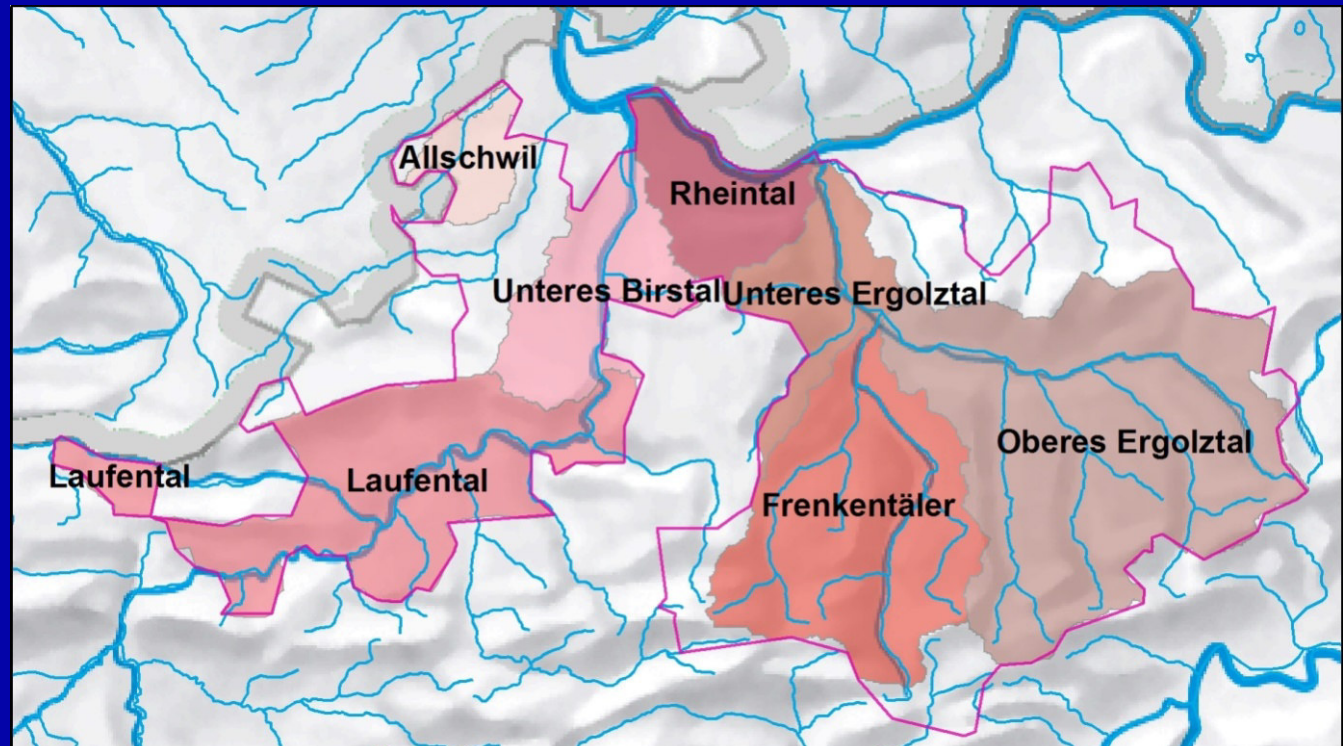 Allschwil
Rheintal
Unteres Birstal
Unteres Ergolztal
Oberes Ergolztal
Laufental
Laufental
Frenkentäler